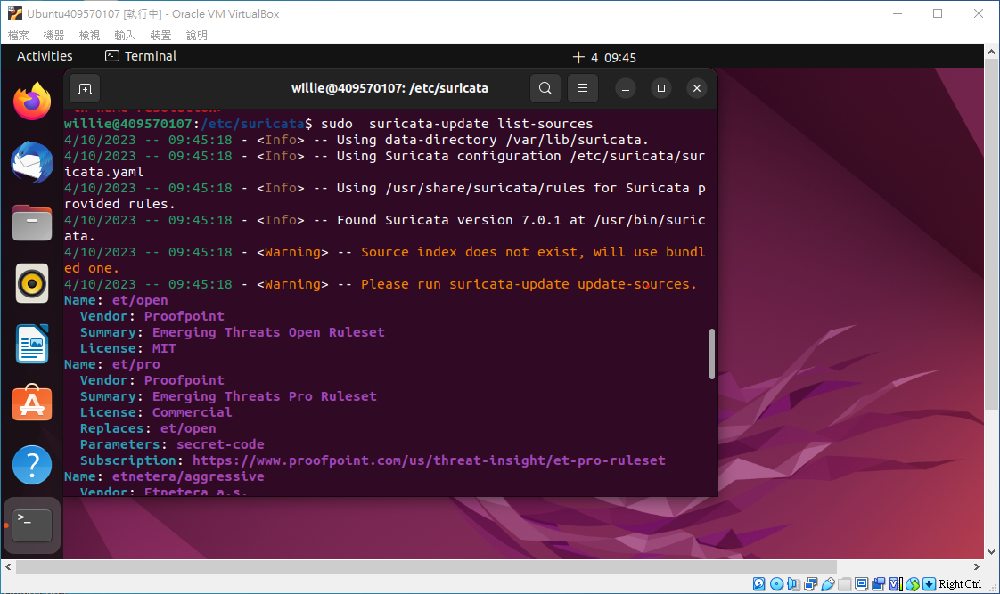 Ubuntu409570107 [執行中] - Oracle VM VirtualBox
檔案 機器 檢視 輸入 裝置 說明
Activities Terminal 十 4 09:45
willie@409570107: /etc/suricata
willie@409570107:/etc/suricata$ sudo  suricata-update list-sources
4/10/2023 -- 09:45:18 - <Info> -- Using data-directory /var/lib/suricata.
4/10/2023 -- 09:45:18 - <Info> -- Using Suricata configuration /etc/suricata/sur
icata.yaml
4/10/2023 -- 09:45:18 - <Info> -- Using /usr/share/suricata/rules for Suricata p
rovided rules.
4/10/2023 -- 09:45:18 - <Info> -- Found Suricata version 7.0.1 at /usr/bin/suric
ata.
4/10/2023 -- 09:45:18 - <Warning> -- Source index does not exist, will use bundl
ed one.
4/10/2023 -- 09:45:18 - <Warning> -- Please run suricata-update update-sources.
Name: et/open
  Vendor: Proofpoint
  Summary: Emerging Threats Open Ruleset
  License: MIT
Name: et/pro
  Vendor: Proofpoint
  Summary: Emerging Threats Pro Ruleset
  License: Commercial
  Replaces: et/open
  Parameters: secret-code
  Subscription: https://www.proofpoint.com/us/threat-insight/et-pro-ruleset
Name: etnetera/aggressive
  Vendor: Etnetera a.s.
Right Ctrl